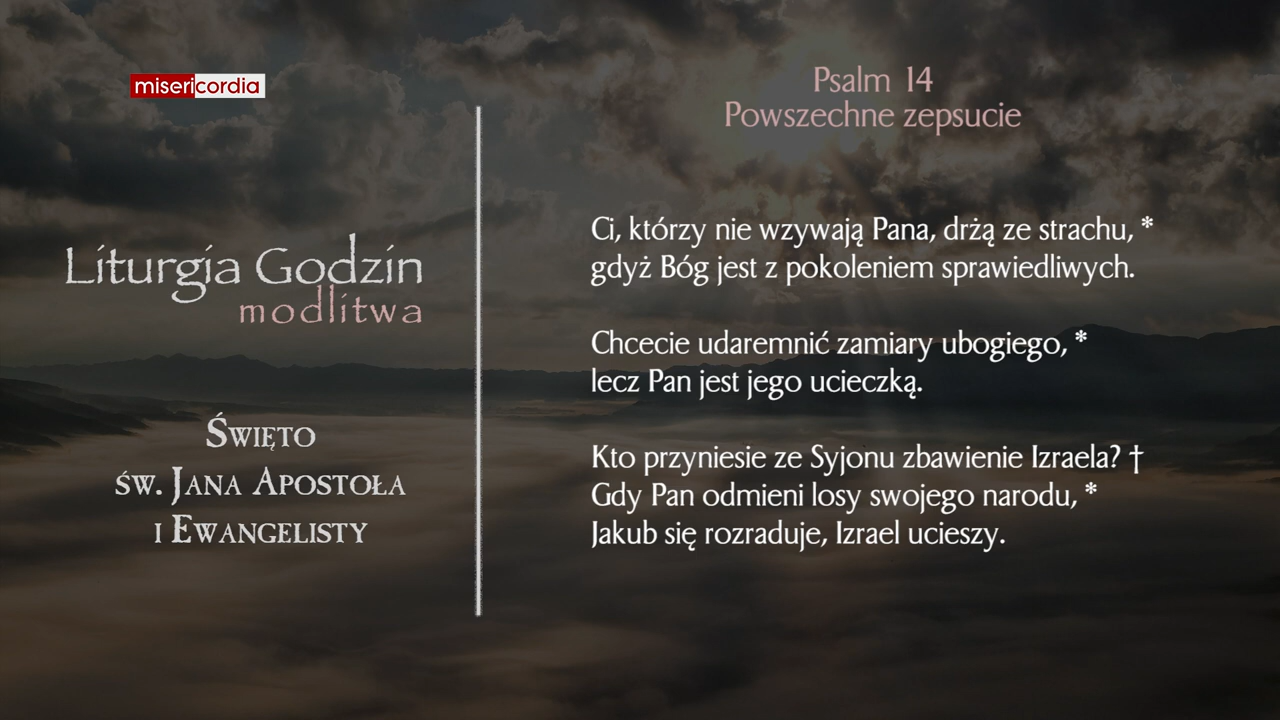 misericordia
Liturgia Godzin
modlitwa
Święto
św. Jana Apostoła
i Ewangelisty
Psalm 14
Powszechne zepsucie
Ci, którzy nie wzywają Pana, drżą ze strachu, *
gdyż Bóg jest z pokoleniem sprawiedliwych.
Chcecie udaremnić zamiary ubogiego, *
lecz Pan jest jego ucieczką.
Kto przyniesie ze Syjonu zbawienie Izraela? †
Gdy Pan odmieni losy swojego narodu, *
Jakub się rozraduje, Izrael ucieszy.